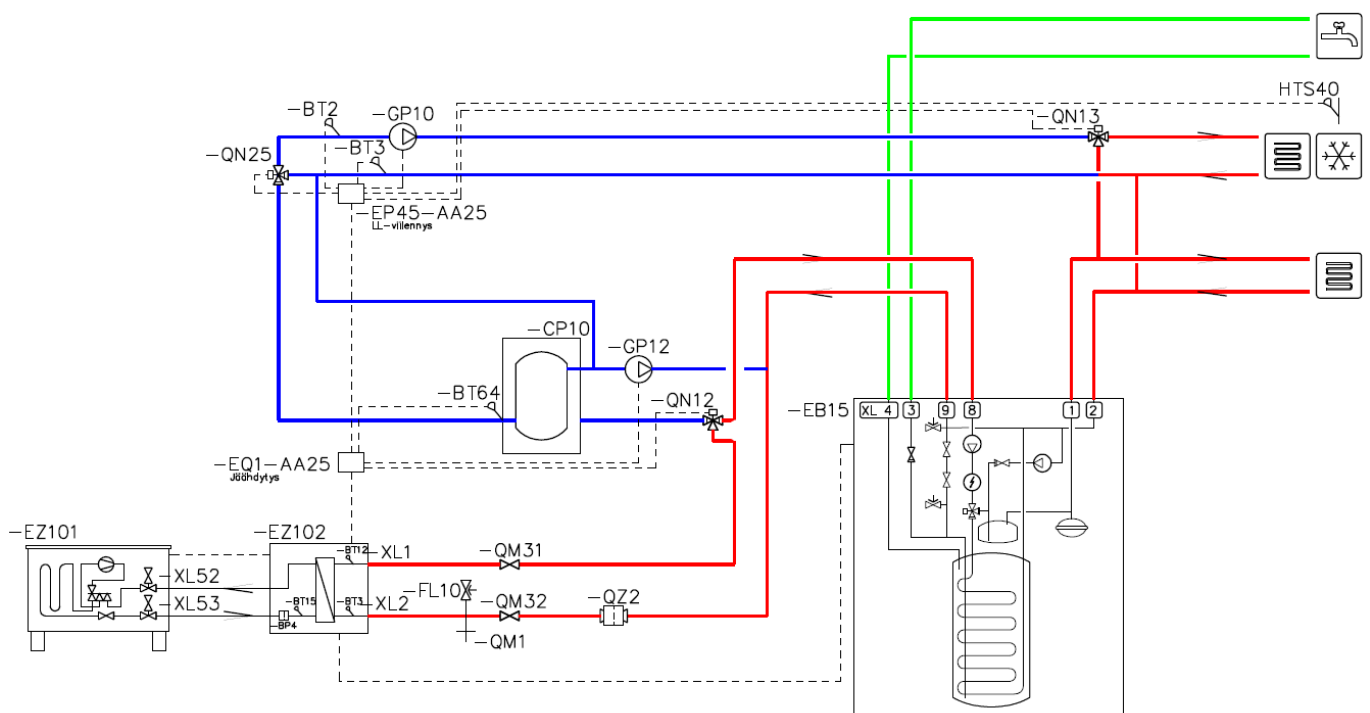 HTS40
-BT2
-GP10
-QN13
-BT3
-QN25
-EP45-AA25
LL-viilennys
-CP10
-GP12
-BT64
-QN12
-EB15
XL 4
3
9
8
1
2
-EQ1-AA25
Jäähdytys
-EZ101
-EZ102
-BT12
-XL1
-QM31
-XL52
-XL53
-BT15
-BT3
-XL2
-FL10
-QM32
-QZ2
-BP4
-QM1